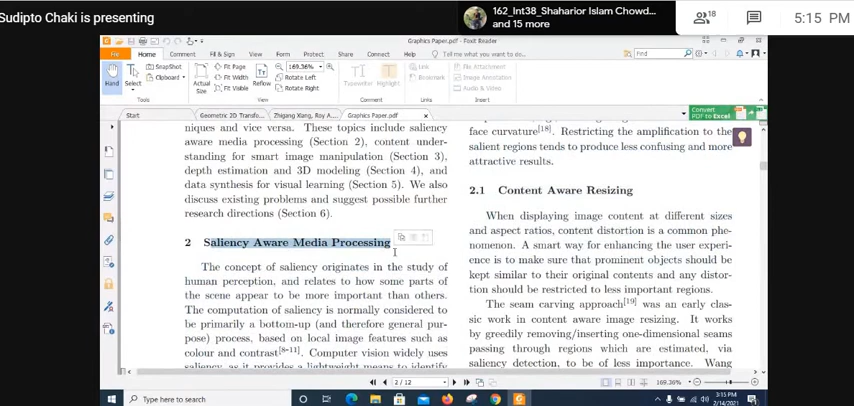 Sudipto Chaki is presenting
162_Int38_Shaharior Islam Chowd...
and 15 more
18
5:15 PM
Graphics Paper.pdf - Foxit Reader
File Home Comment View Form Protect Share Connect Help Tell me what you want to do...
Find
Hand
Select
SnapShot
Clipboard
Actual Size
Fit Page
Fit Width
Fit Visible
Reflow
169.36%
Rotate Left
Rotate Right
Typewriter
Highlight
Link
Bookmark
File Attachment
Image Annotation
Audio & Video
Tools
View
Comment
Links
Insert
Start
Geometric 2D Transfo...
Zhigang Xiang, Roy A...
Graphics Paper.pdf
Convert
PDF to Excel
niques and vice versa. These topics include saliency
aware media processing (Section 2), content under-
standing for smart image manipulation (Section 3),
depth estimation and 3D modeling (Section 4), and
data synthesis for visual learning (Section 5). We also
discuss existing problems and suggest possible further
research directions (Section 6).
2 Saliency Aware Media Processing
The concept of saliency originates in the study of
human perception, and relates to how some parts of
the scene appear to be more important than others.
The computation of saliency is normally considered to
be primarily a bottom-up (and therefore general pur-
pose) process, based on local image features such as
colour and contrast[8-11]. Computer vision widely uses
saliency, as it provides a lightweight means to identify
face curvature[18]. Restricting the amplification to the
salient regions tends to produce less confusing and more
attractive results.
2.1 Content Aware Resizing
When displaying image content at different sizes
and aspect ratios, content distortion is a common phe-
nomenon. A smart way for enhancing the user experi-
ence is to make sure that prominent objects should be
kept similar to their original contents and any distor-
tion should be restricted to less important regions.
The seam carving approach[19] was an early clas-
sic work in content aware image resizing. It works
by greedily removing/inserting one-dimensional seams
passing through regions which are estimated, via
saliency detection, to be of less importance. Wang
2 / 12
169.36%
Type here to search
3:15 PM
2/14/2021